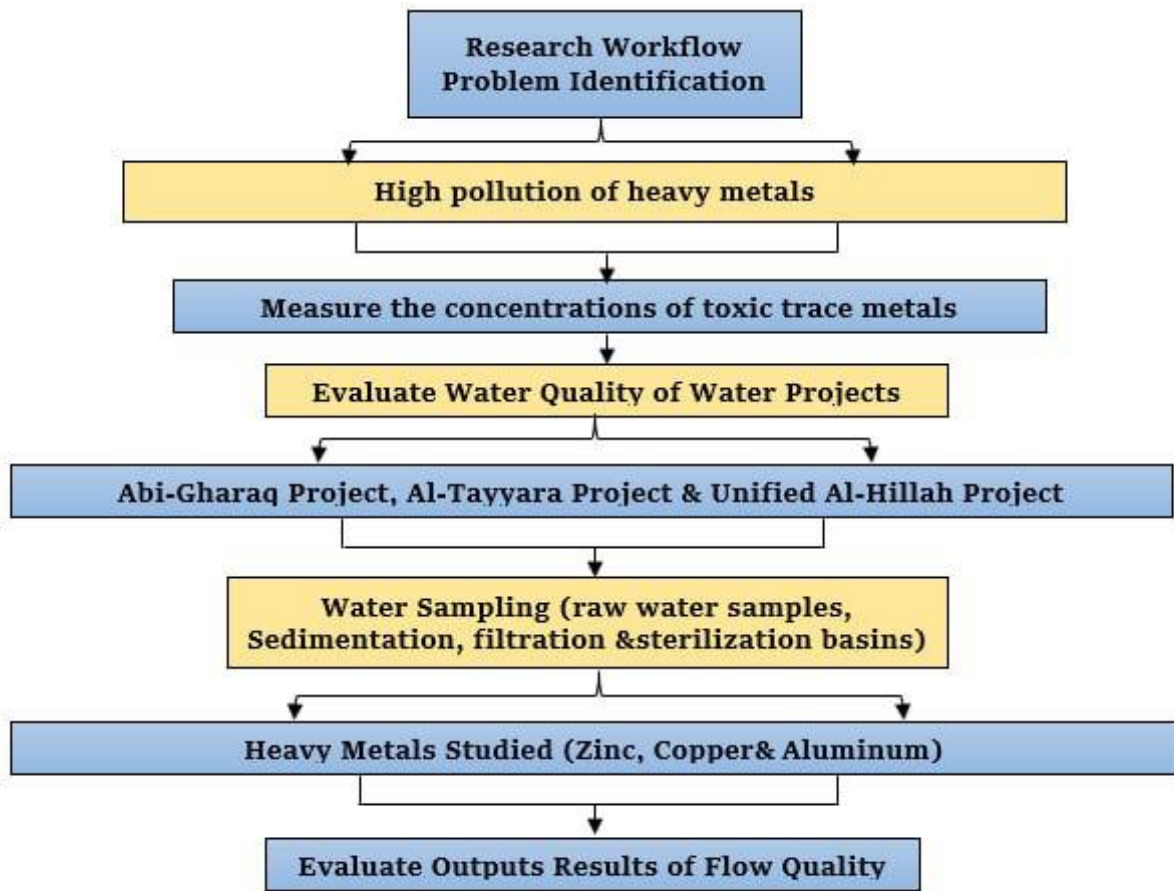 Research Workflow
Problem Identification
High pollution of heavy metals
Measure the concentrations of toxic trace metals
Evaluate Water Quality of Water Projects
Abi-Gharaq Project, Al-Tayyara Project & Unified Al-Hillah Project
Water Sampling (raw water samples,
Sedimentation, filtration &sterilization basins)
Heavy Metals Studied (Zinc, Copper& Aluminum)
Evaluate Outputs Results of Flow Quality